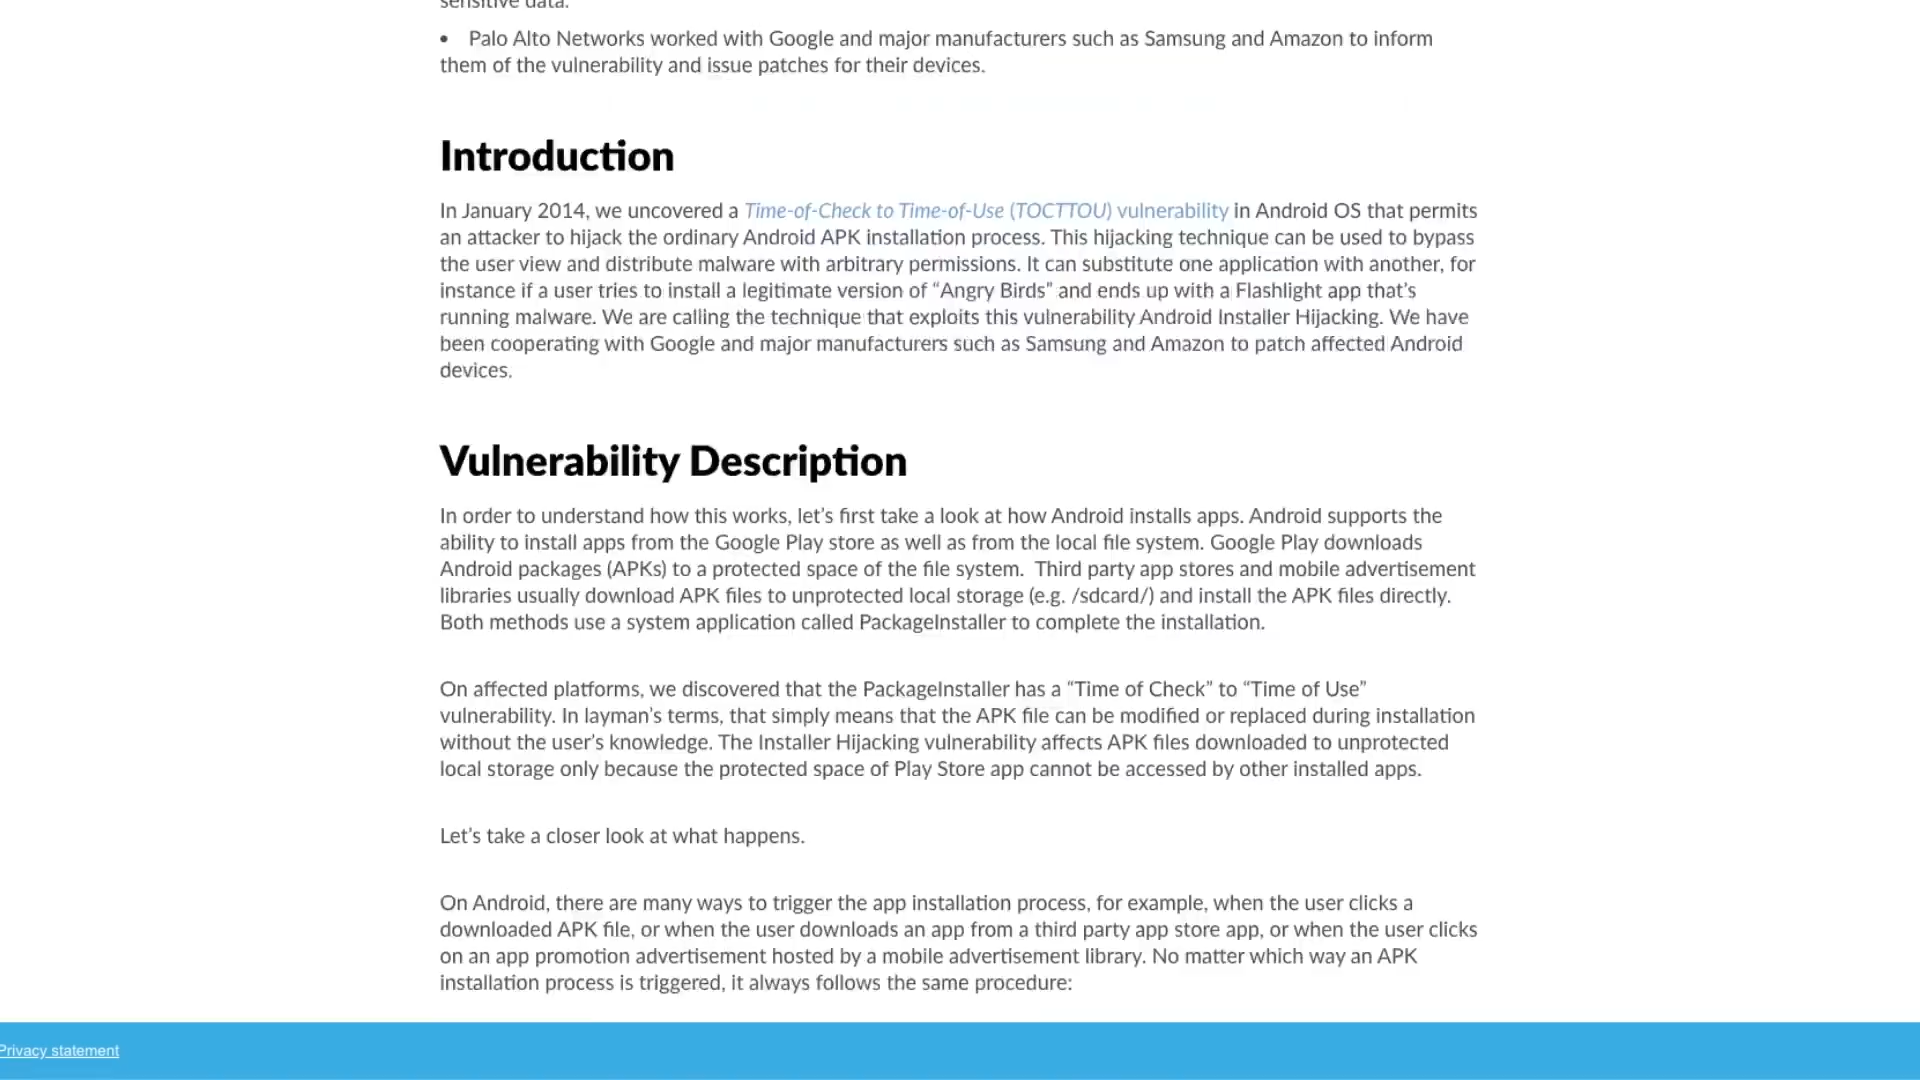 sensitive data.
• Palo Alto Networks worked with Google and major manufacturers such as Samsung and Amazon to inform
them of the vulnerability and issue patches for their devices.
Introduction
In January 2014, we uncovered a Time-of-Check to Time-of-Use (TOCTTOU) vulnerability in Android OS that permits
an attacker to hijack the ordinary Android APK installation process. This hijacking technique can be used to bypass
the user view and distribute malware with arbitrary permissions. It can substitute one application with another, for
instance if a user tries to install a legitimate version of “Angry Birds” and ends up with a Flashlight app that’s
running malware. We are calling the technique that exploits this vulnerability Android Installer Hijacking. We have
been cooperating with Google and major manufacturers such as Samsung and Amazon to patch affected Android
devices.
Vulnerability Description
In order to understand how this works, let’s first take a look at how Android installs apps. Android supports the
ability to install apps from the Google Play store as well as from the local file system. Google Play downloads
Android packages (APKs) to a protected space of the file system.  Third party app stores and mobile advertisement
libraries usually download APK files to unprotected local storage (e.g. /sdcard/) and install the APK files directly.
Both methods use a system application called PackageInstaller to complete the installation.
On affected platforms, we discovered that the PackageInstaller has a “Time of Check” to “Time of Use”
vulnerability. In layman’s terms, that simply means that the APK file can be modified or replaced during installation
without the user’s knowledge. The Installer Hijacking vulnerability affects APK files downloaded to unprotected
local storage only because the protected space of Play Store app cannot be accessed by other installed apps.
Let’s take a closer look at what happens.
On Android, there are many ways to trigger the app installation process, for example, when the user clicks a
downloaded APK file, or when the user downloads an app from a third party app store app, or when the user clicks
on an app promotion advertisement hosted by a mobile advertisement library. No matter which way an APK
installation process is triggered, it always follows the same procedure:
Privacy statement